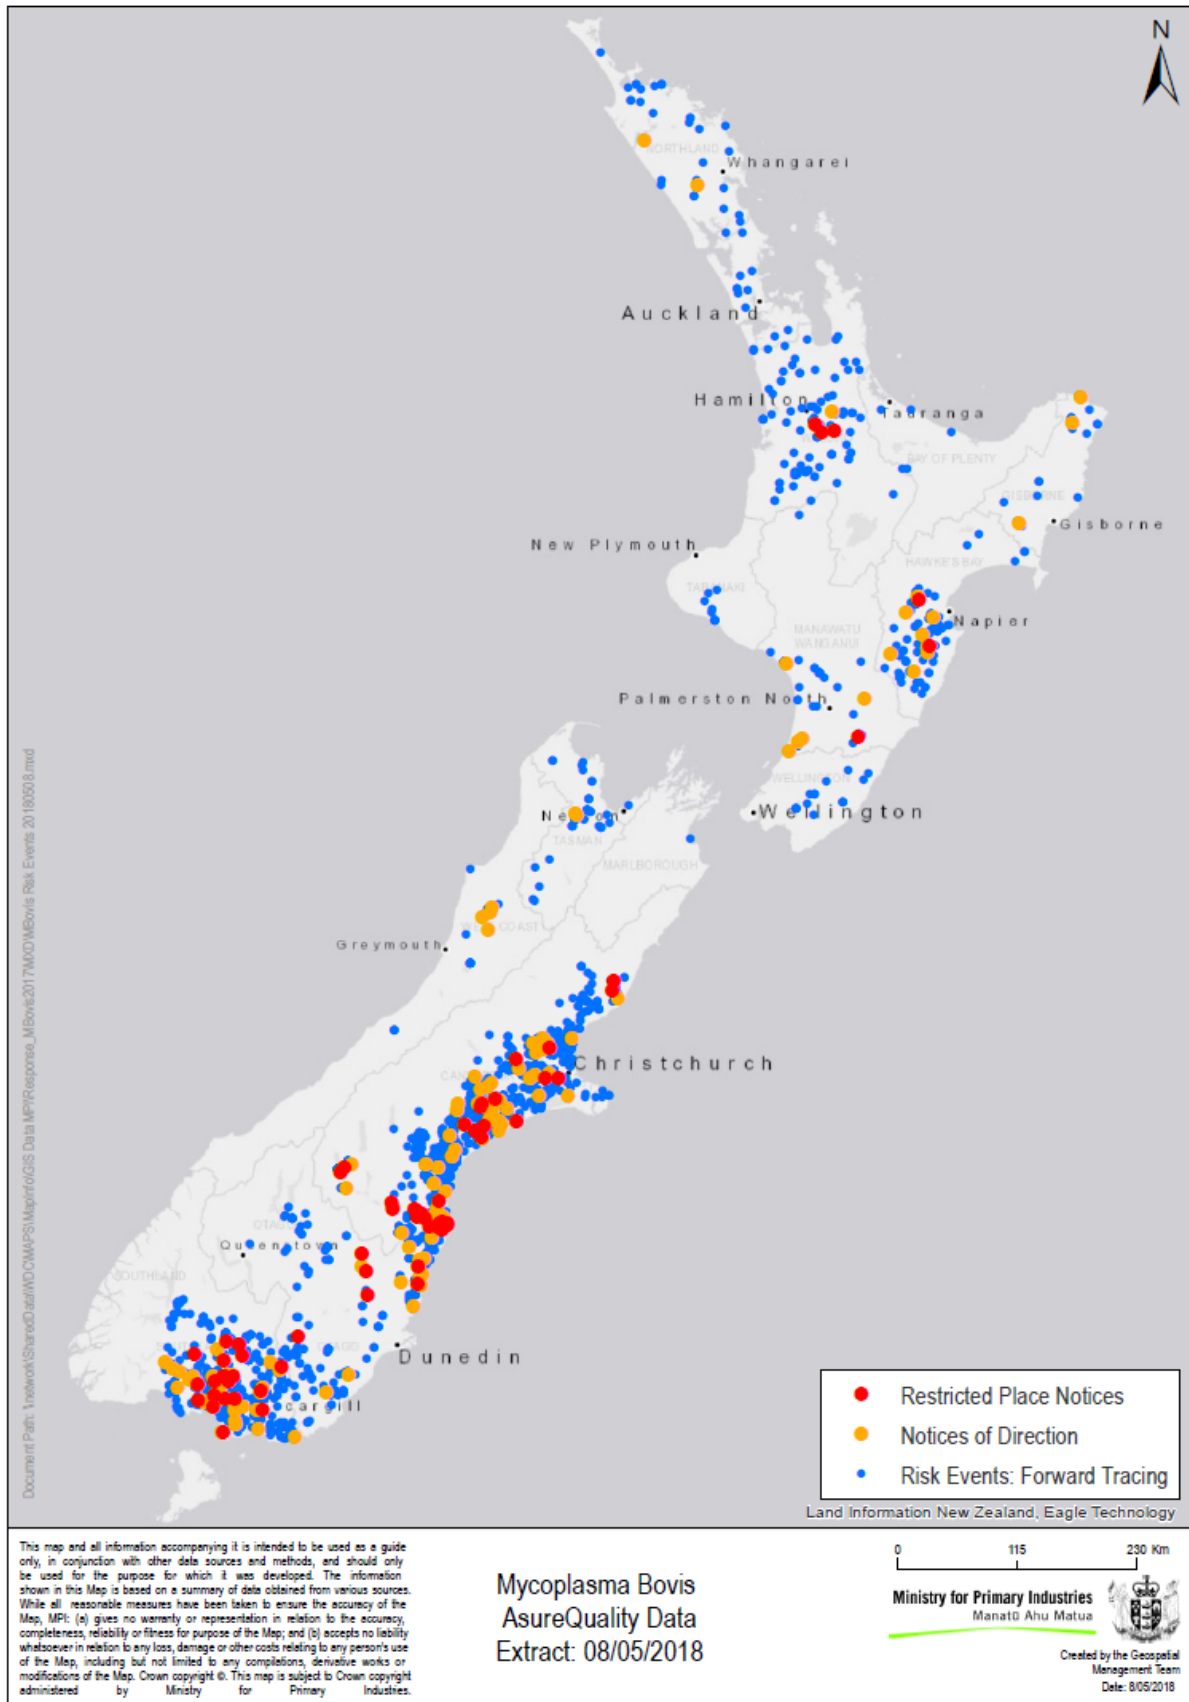 N
NORTHLAND
Whangarei
Auckland
Hamilton
Tauranga
BAY OF PLENTY
GISBORNE
Gisborne
New Plymouth
HAWKE'S BAY
TARANAKI
Napier
MANAWATU
WANGANUI
Palmerston North
WELLINGTON
Wellington
Nelson
TASMAN
MARLBOROUGH
WEST COAST
Greymouth
Christchurch
OTAGO
Queenstown
SOUTHLAND
OTAGO
Dunedin
cargill
Restricted Place Notices
Notices of Direction
Risk Events: Forward Tracing
Land Information New Zealand, Eagle Technology
This map and all information accompanying it is intended to be used as a guide
only, in conjunction with other data sources and methods, and should only
be used for the purpose for which it was developed. The information
shown in this Map is based on a summary of data obtained from various sources.
While all reasonable measures have been taken to ensure the accuracy of the
Map, MPI: (a) gives no warranty or representation in relation to the accuracy,
completeness, reliability or fitness for purpose of the Map; and (b) accepts no liability
whatsoever in relation to any loss, damage or other costs relating to any person's use
of the Map, including but not limited to any compilations, derivative works or
modifications of the Map. Crown copyright ©. This map is subject to Crown copyright
administered by Ministry for Primary Industries.
Mycoplasma Bovis
AsureQuality Data
Extract: 08/05/2018
0 115 230 Km
Ministry for Primary Industries
Manatū Ahu Matua
Created by the Geospatial
Management Team
Date: 8/05/2018